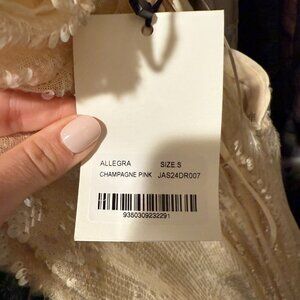 ALLEGRA SIZE:S
CHAMPAGNE PINK JAS24DR007
9350309232291